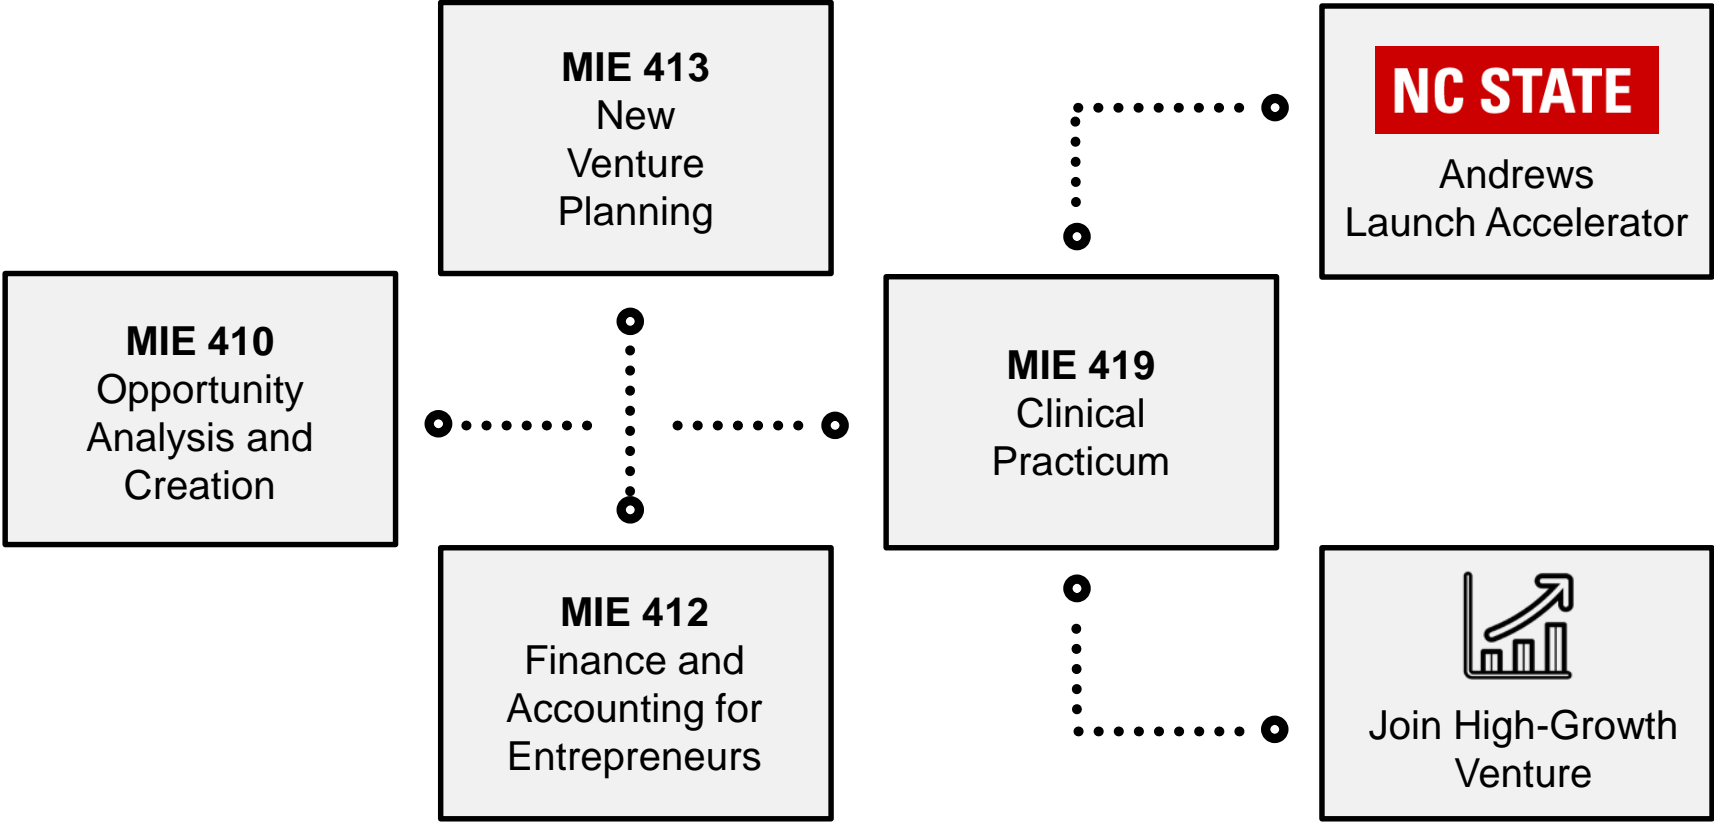 MIE 410
Opportunity
Analysis and
Creation
MIE 413
New
Venture
Planning
MIE 412
Finance and
Accounting for
Entrepreneurs
MIE 419
Clinical
Practicum
NC STATE
Andrews
Launch Accelerator
Join High-Growth
Venture